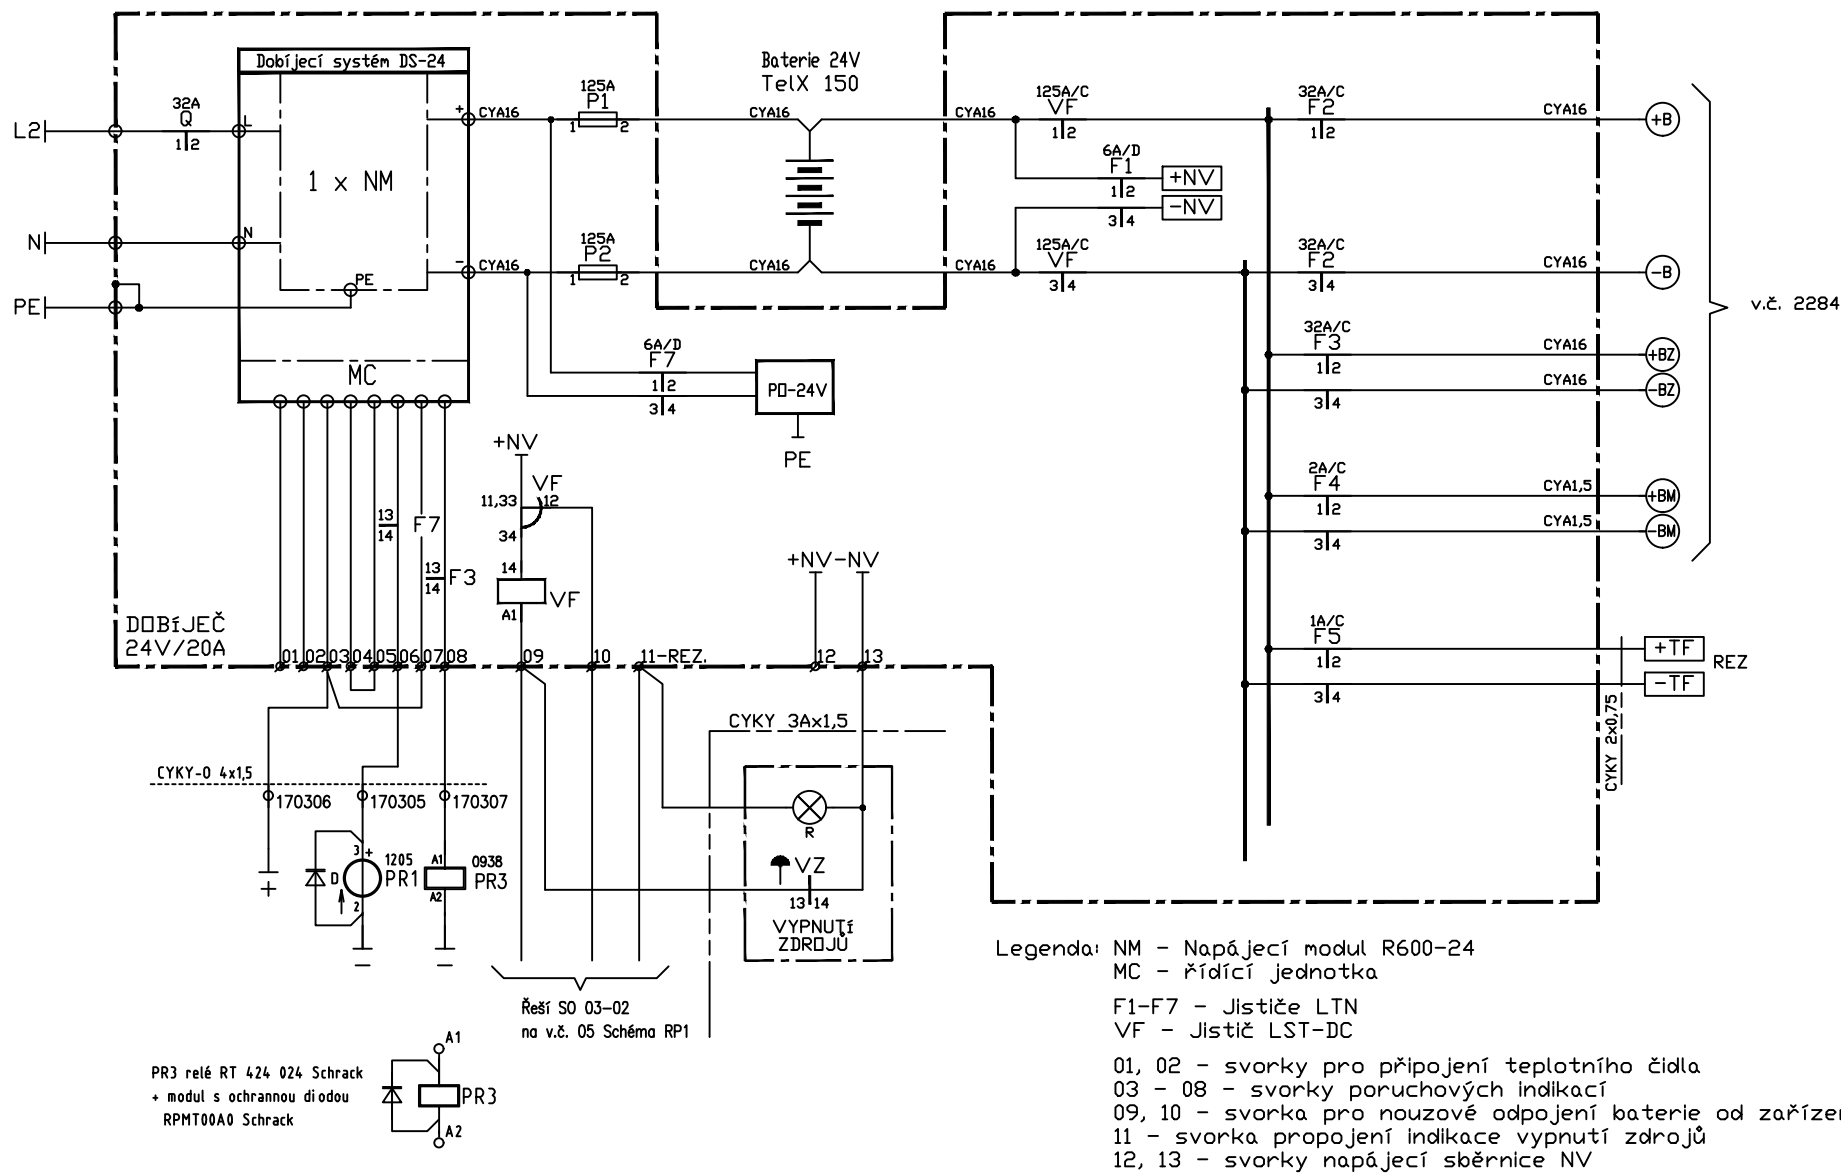 Dobíjecí systém DS-24
Baterie 24V
TelX 150
L2
32A
Q
1 2
L
1 x NM
+
CYA16
125A
P1
1 2
CYA16
CYA16
125A/C
VF
1 2
6A/D
F1
1 2
+NV
-NV
3 4
32A/C
F2
1 2
CYA16
+B
N
N
PE
-
CYA16
125A
P2
1 2
CYA16
CYA16
125A/C
VF
3 4
32A/C
F2
3 4
CYA16
-B
PE
v.č. 2284
MC
6A/D
F7
1 2
3 4
PO-24V
PE
32A/C
F3
1 2
CYA16
+BZ
3 4
CYA16
-BZ
2A/C
F4
1 2
CYA1,5
+BM
3 4
CYA1,5
-BM
+NV
VF
11,33
12
34
14
VF
A1
13
14
F7
13
14
F3
+NV -NV
DOBÍJEČ
24V/20A
01 02 03 04 05 06 07 08 09 10 11-REZ. 12 13
1A/C
F5
1 2
3 4
+TF
-TF
REZ
CYKY 2x0,75
CYKY 3Ax1,5
CYKY-O 4x1,5
170306
170305
170307
+
3
+
D
2
1205
PR1
A1
A2
0938
PR3
-
-
R
VZ
13 14
VYPNUTÍ
ZDROJŮ
Řeší SO 03-02
na v.č. 05 Schéma RP1
PR3 relé RT 424 024 Schrack
+ modul s ochrannou diodou
RPMT00A0 Schrack
A1
PR3
A2
Legenda: NM - Napájecí modul R600-24
MC - řídící jednotka
F1-F7 - Jističe LTN
VF - Jistič LST-DC
01, 02 - svorky pro připojení teplotního čidla
03 - 08 - svorky poruchových indikací
09, 10 - svorka pro nouzové odpojení baterie od zařízen
11 - svorka propojení indikace vypnutí zdrojů
12, 13 - svorky napájecí sběrnice NV